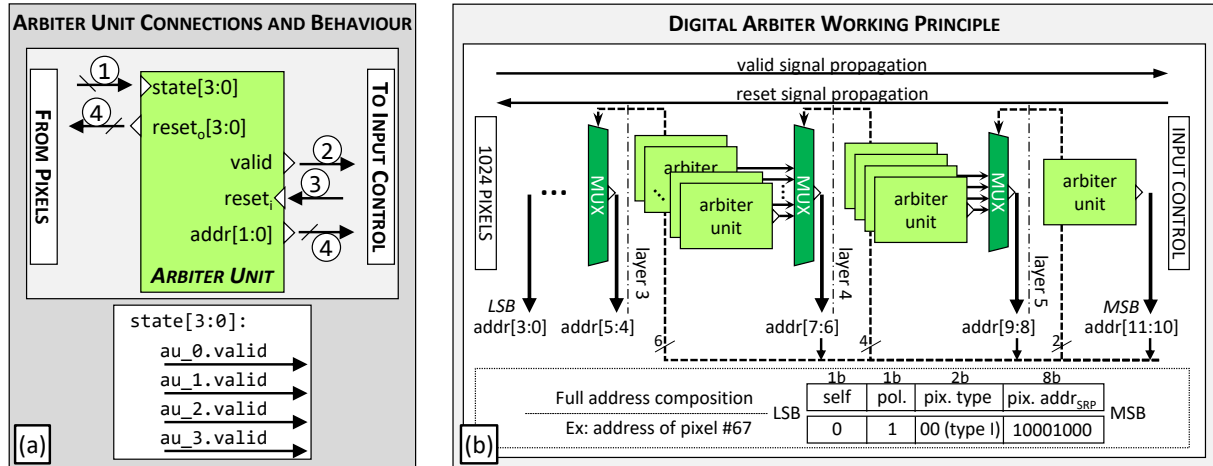 ARBITER UNIT CONNECTIONS AND BEHAVIOUR
FROM PIXELS
1
4
state[3:0]
reseto[3:0]
valid
reseti
addr[1:0]
ARBITER UNIT
2
3
4
TO INPUT CONTROL
state[3:0]:
au_0.valid
au_1.valid
au_2.valid
au_3.valid
(a)
DIGITAL ARBITER WORKING PRINCIPLE
valid signal propagation
reset signal propagation
1024 PIXELS
...
MUX
layer 3
arbiter
arbiter
unit
MUX
layer 4
arbiter
unit
MUX
layer 5
arbiter
unit
INPUT CONTROL
LSB
MSB
addr[3:0]
addr[5:4]
addr[7:6]
addr[9:8]
addr[11:10]
6
4
2
1b 1b 2b 8b
Full address composition
LSB
self pol. pix. type pix. addrSRP
MSB
Ex: address of pixel #67
0 1 00 (type I) 10001000
(b)